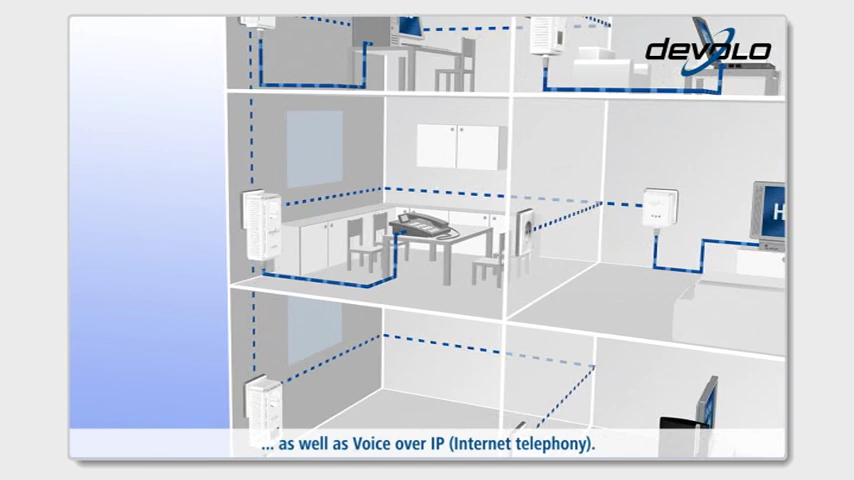 devolo
H
... as well as Voice over IP (Internet telephony).